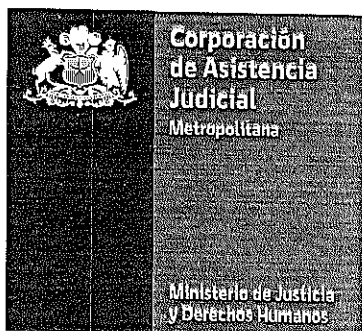 Corporación
de Asistencia
Judicial
Metropolitana
Ministerio de Justicia
y Derechos Humanos